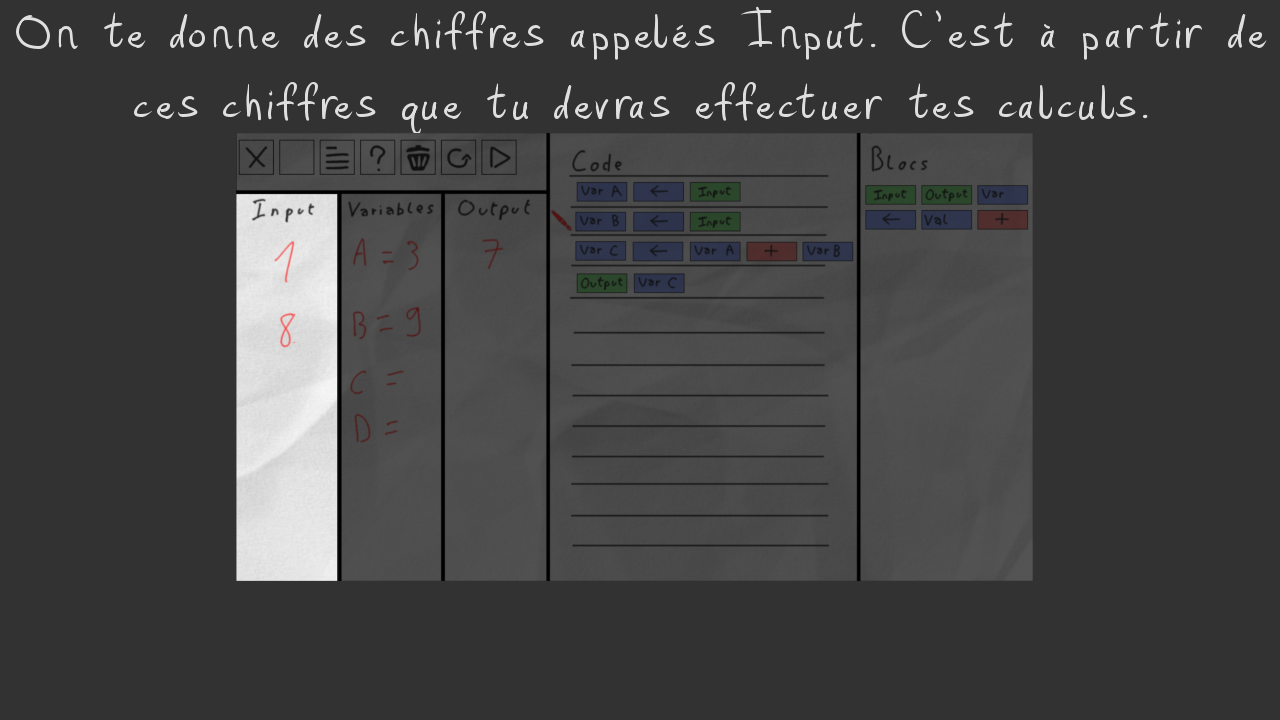 On te donne des chiffres appelés Input. C'est à partir de
ces chiffres que tu devras effectuer tes calculs.
?
Input Variables Output
1 A = 3 7
8 B = 9
C =
D =
Code
Var A ← Input
Var B ← Input
Var C ← Var A + Var B
Output Var C
Blocs
Input Output Var
← Val +